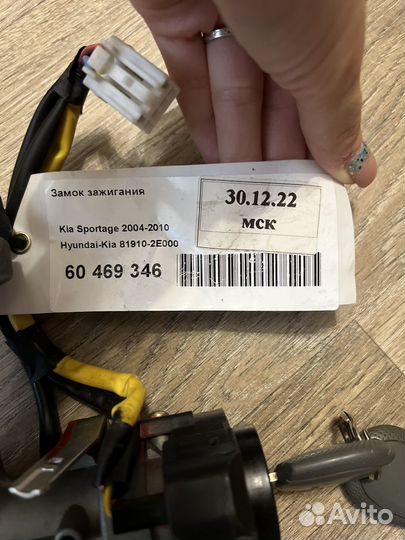 Замок зажигания
30.12.22
МСК
Kia Sportage 2004-2010
Hyundai-Kia 81910-2E000
60 469 346
Avito